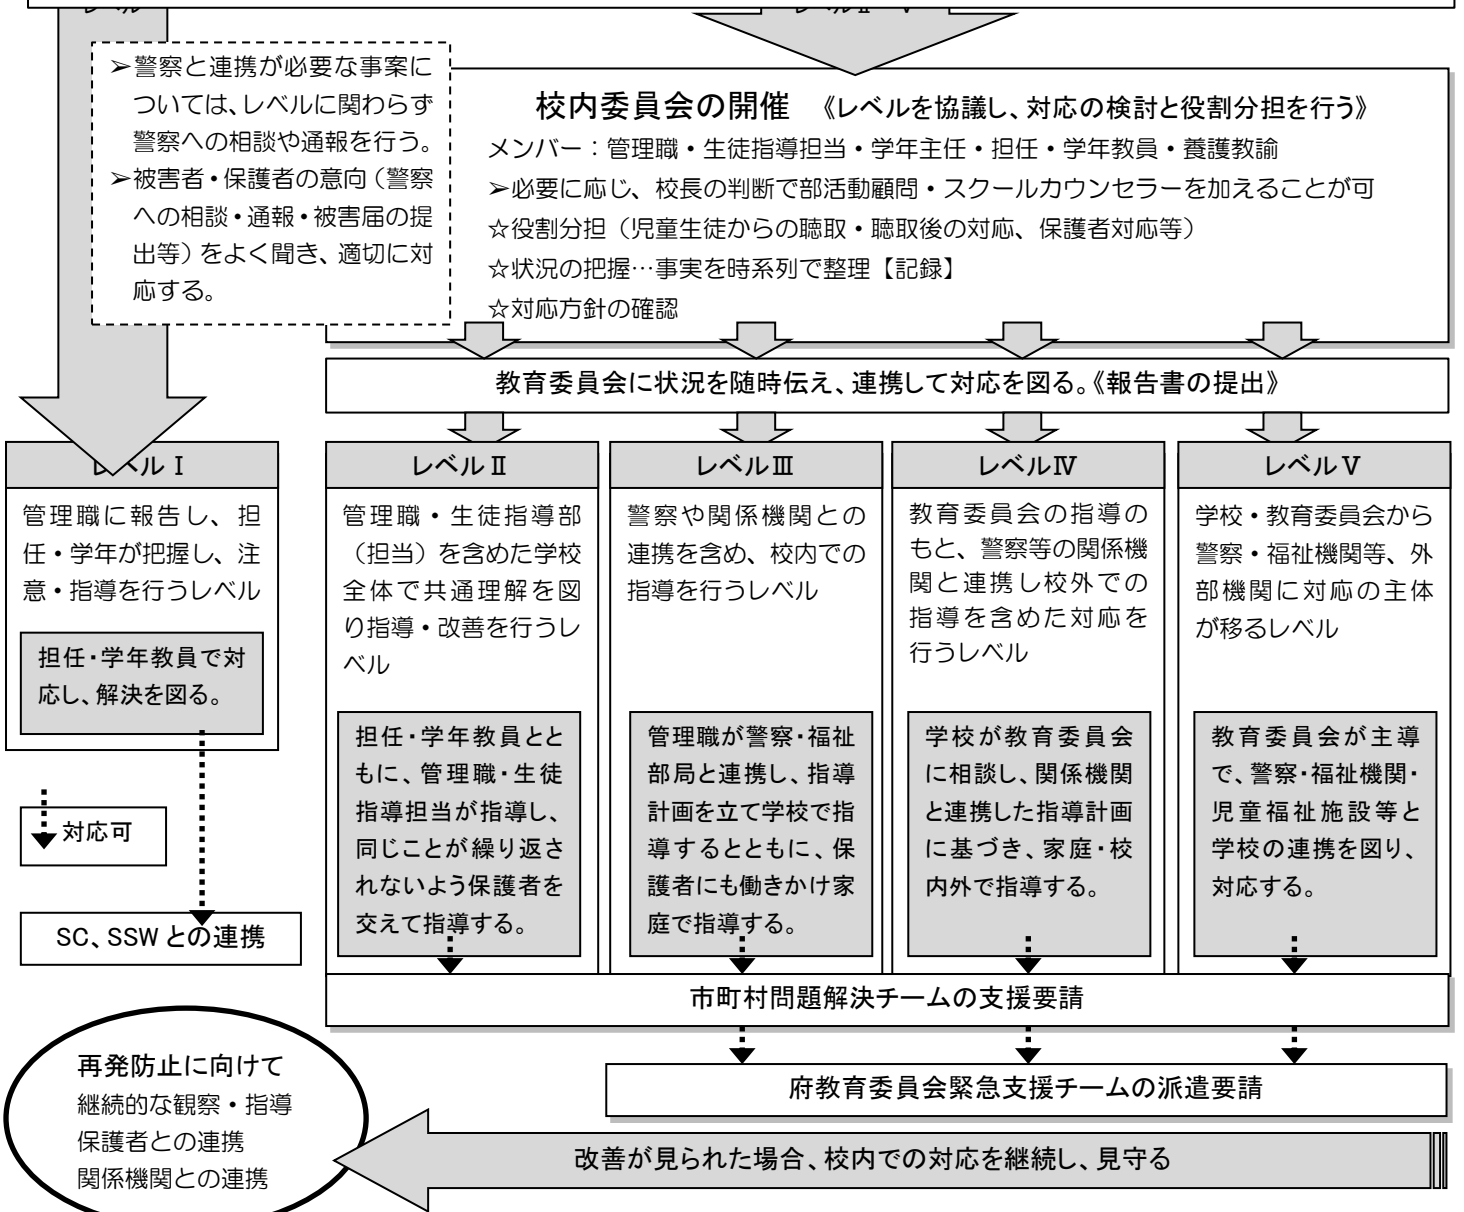 ➢警察と連携が必要な事案に
ついては、レベルに関わらず
警察への相談や通報を行う。
➢被害者・保護者の意向（警察
への相談・通報・被害届の提
出等）をよく聞き、適切に対
応する。
校内委員会の開催　《レベルを協議し、対応の検討と役割分担を行う》
メンバー：管理職・生徒指導担当・学年主任・担任・学年教員・養護教諭
➢必要に応じ、校長の判断で部活動顧問・スクールカウンセラーを加えることが可
☆役割分担（児童生徒からの聴取・聴取後の対応、保護者対応等）
☆状況の把握…事実を時系列で整理【記録】
☆対応方針の確認
教育委員会に状況を随時伝え、連携して対応を図る。《報告書の提出》
レベルⅠ
管理職に報告し、担
任・学年が把握し、注
意・指導を行うレベル
担任・学年教員で対
応し、解決を図る。
対応可
SC、SSWとの連携
レベルⅡ
管理職・生徒指導部
（担当）を含めた学校
全体で共通理解を図
り指導・改善を行うレ
ベル
担任・学年教員とと
もに、管理職・生徒
指導担当が指導し、
同じことが繰り返さ
れないよう保護者を
交えて指導する。
レベルⅢ
警察や関係機関との
連携を含め、校内での
指導を行うレベル
管理職が警察・福祉
部局と連携し、指導
計画を立て学校で指
導するとともに、保
護者にも働きかけ家
庭で指導する。
レベルⅣ
教育委員会の指導の
もと、警察等の関係機
関と連携し校外での
指導を含めた対応を
行うレベル
学校が教育委員会
に相談し、関係機関
と連携した指導計画
に基づき、家庭・校
内外で指導する。
レベルⅤ
学校・教育委員会から
警察・福祉機関等、外
部機関に対応の主体
が移るレベル
教育委員会が主導
で、警察・福祉機関・
児童福祉施設等と
学校の連携を図り、
対応する。
市町村問題解決チームの支援要請
府教育委員会緊急支援チームの派遣要請
改善が見られた場合、校内での対応を継続し、見守る
再発防止に向けて
継続的な観察・指導
保護者との連携
関係機関との連携